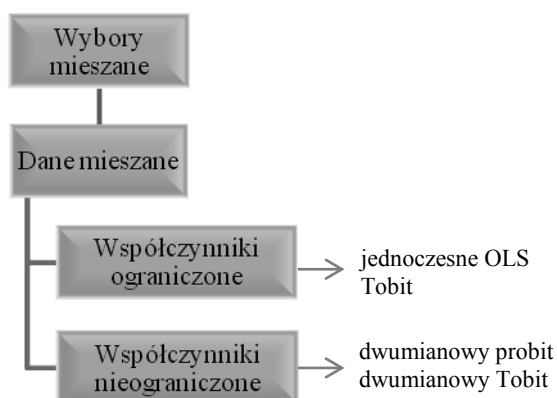 Wybory
mieszane
Dane mieszane
Współczynniki
ograniczone
jednoczesne OLS
Tobit
Współczynniki
nieograniczone
dwumianowy probit
dwumianowy Tobit